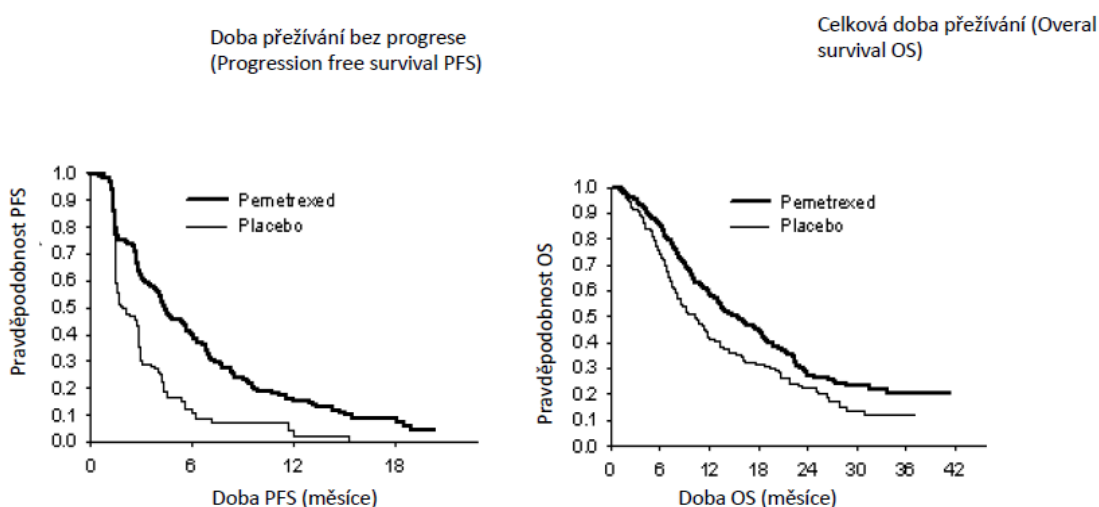 Doba přežívání bez progrese
(Progression free survival PFS)
Celková doba přežívání (Overal
survival OS)
Pravděpodobnost PFS
1.0
0.9
0.8
0.7
0.6
0.5
0.4
0.3
0.2
0.1
0.0
Pemetrexed
Placebo
0 6 12 18
Doba PFS (měsíce)
Pravděpodobnost OS
1.0
0.9
0.8
0.7
0.6
0.5
0.4
0.3
0.2
0.1
0.0
Pemetrexed
Placebo
0 6 12 18 24 30 36 42
Doba OS (měsíce)